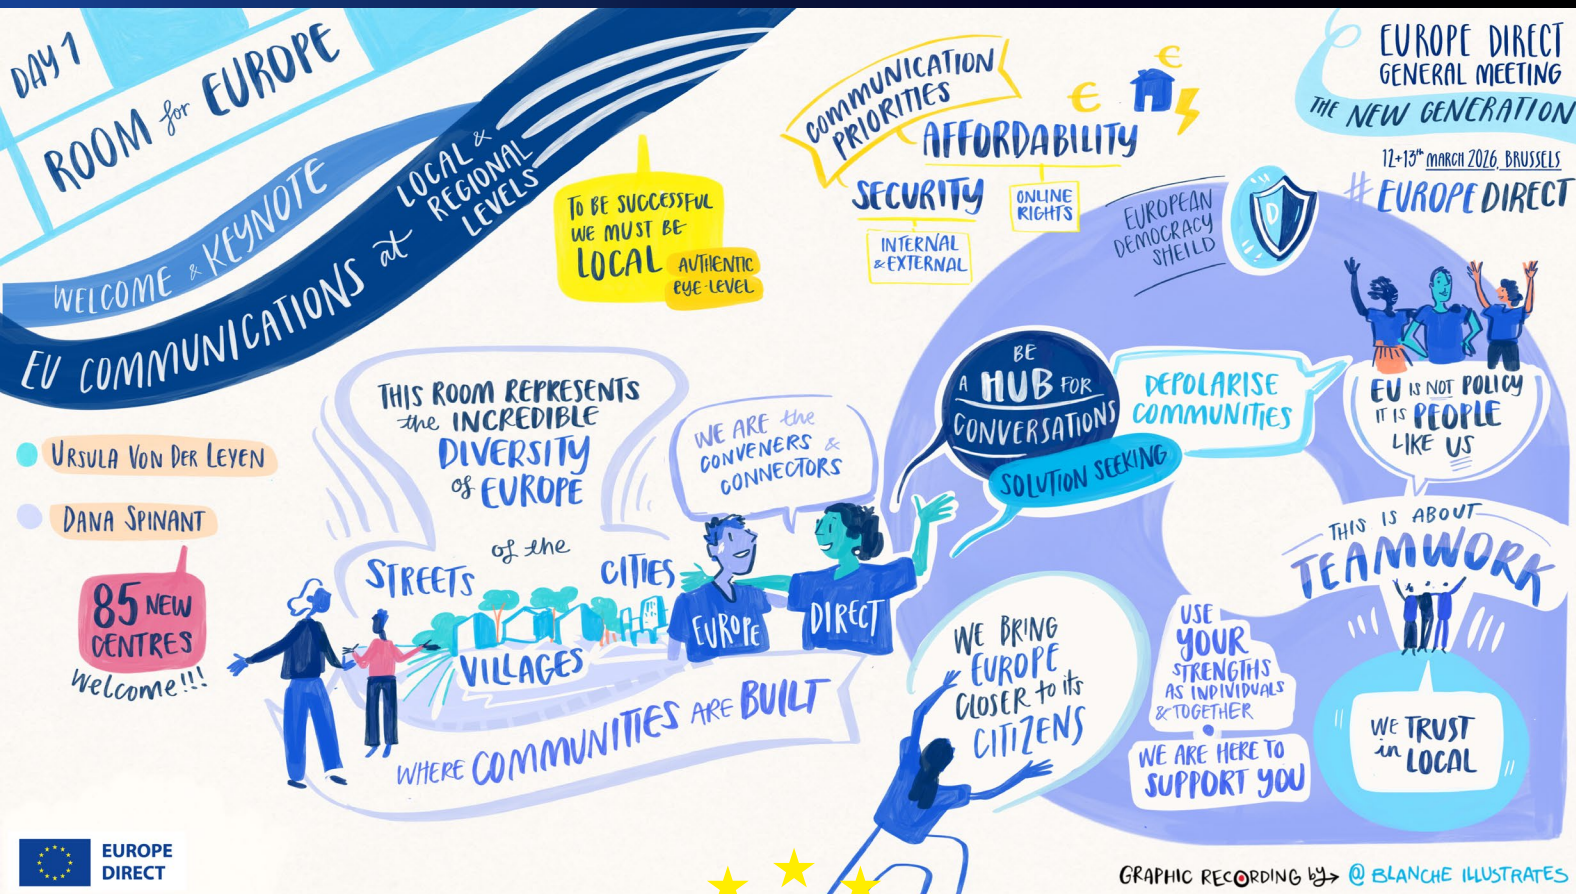 DAY 1
ROOM for EUROPE
WELCOME & KEYNOTE
EU COMMUNICATIONS at LOCAL &
REGIONAL
LEVELS
TO BE SUCCESSFUL
WE MUST BE
LOCAL
AUTHENTIC
EYE-LEVEL
COMMUNICATION
PRIORITIES
AFFORDABILITY
SECURITY
ONLINE
RIGHTS
INTERNAL
& EXTERNAL
€
€
EUROPE DIRECT
GENERAL MEETING
THE NEW GENERATION
12+13th MARCH 2026, BRUSSELS
#EUROPEDIRECT
EUROPEAN
DEMOCRACY
SHEILD
D
URSULA VON DER LEYEN
DANA SPINANT
85 NEW
CENTRES
Welcome!!!
THIS ROOM REPRESENTS
the INCREDIBLE
DIVERSITY
of EUROPE
of the
STREETS
CITIES
VILLAGES
WHERE COMMUNITIES ARE BUILT
WE ARE the
CONVENERS &
CONNECTORS
EUROPE
DIRECT
BE
A HUB FOR
CONVERSATIONS
SOLUTION SEEKING
DEPOLARISE
COMMUNITIES
EU IS NOT POLICY
IT IS PEOPLE
LIKE US
THIS IS ABOUT
TEAMWORK
WE BRING
EUROPE
CLOSER to its
CITIZENS
USE
YOUR
STRENGTHS
AS INDIVIDUALS
& TOGETHER
WE ARE HERE TO
SUPPORT YOU
WE TRUST
in LOCAL
EUROPE
DIRECT
GRAPHIC RECORDING by → @ BLANCHE ILLUSTRATES